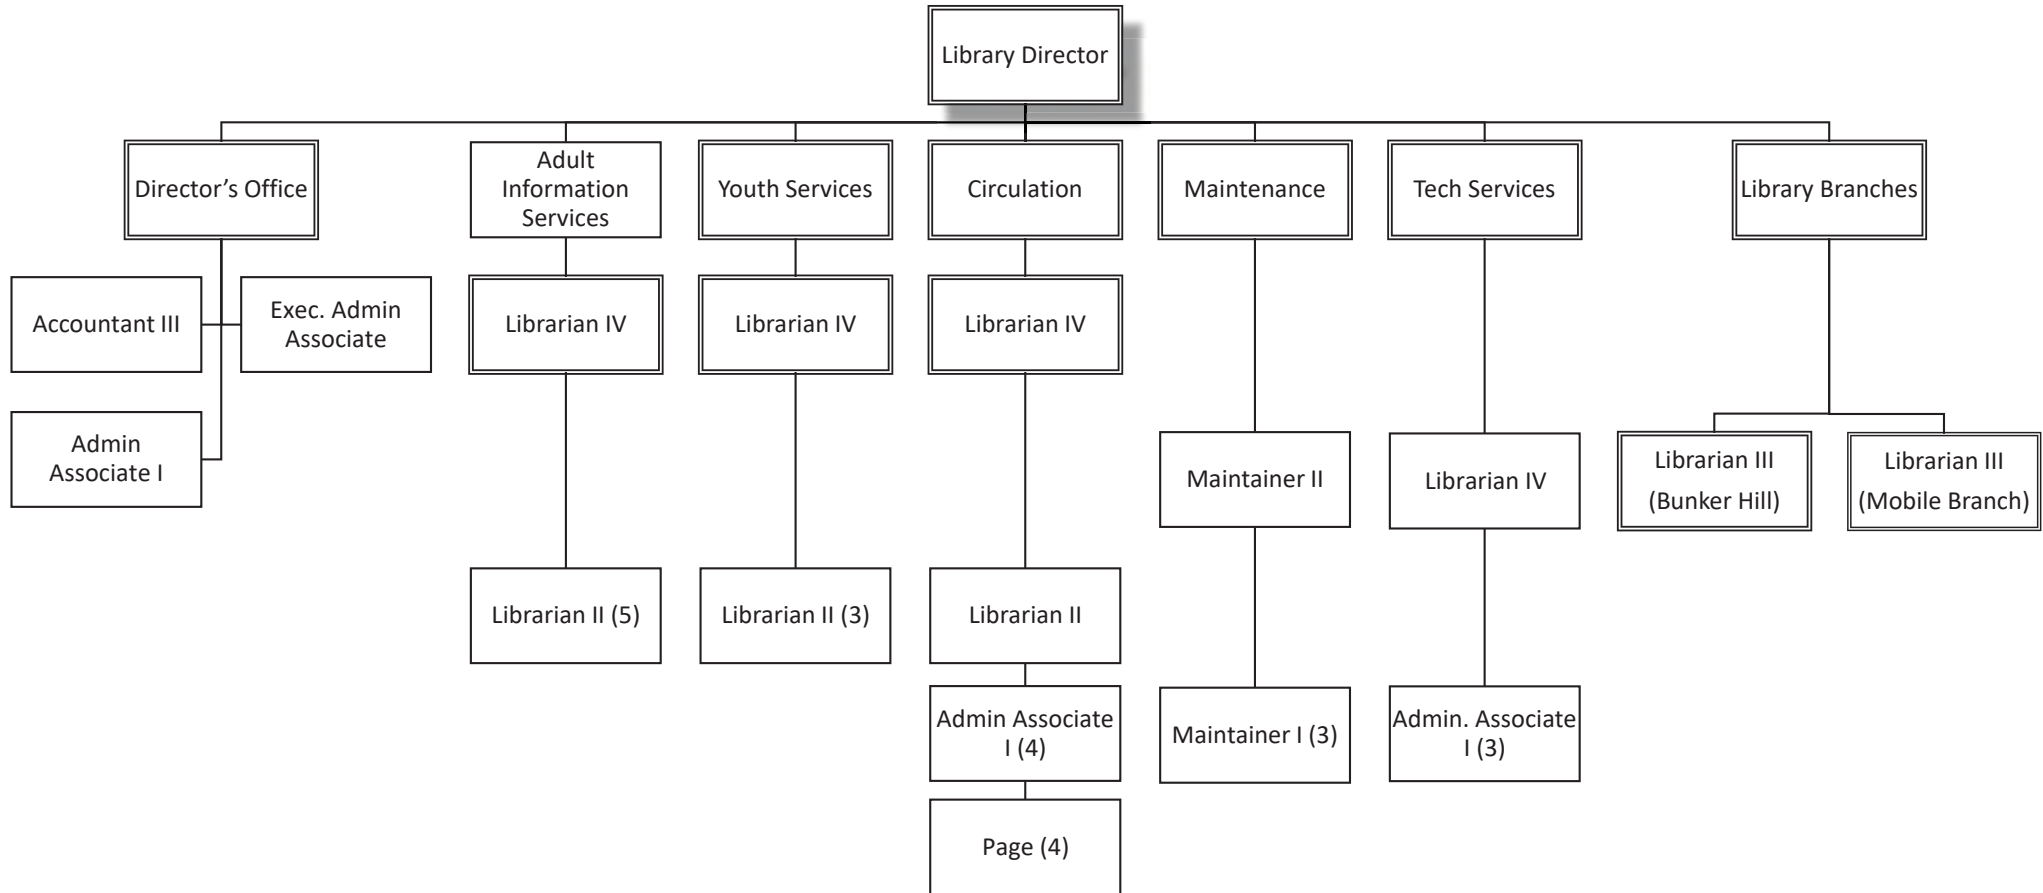 Library Director
Director’s Office
Adult
Information
Services
Youth Services
Circulation
Maintenance
Tech Services
Library Branches
Accountant III
Exec. Admin
Associate
Librarian IV
Librarian IV
Librarian IV
Admin
Associate I
Maintainer II
Librarian IV
Librarian III
(Bunker Hill)
Librarian III
(Mobile Branch)
Librarian II (5)
Librarian II (3)
Librarian II
Admin Associate
I (4)
Maintainer I (3)
Admin. Associate
I (3)
Page (4)